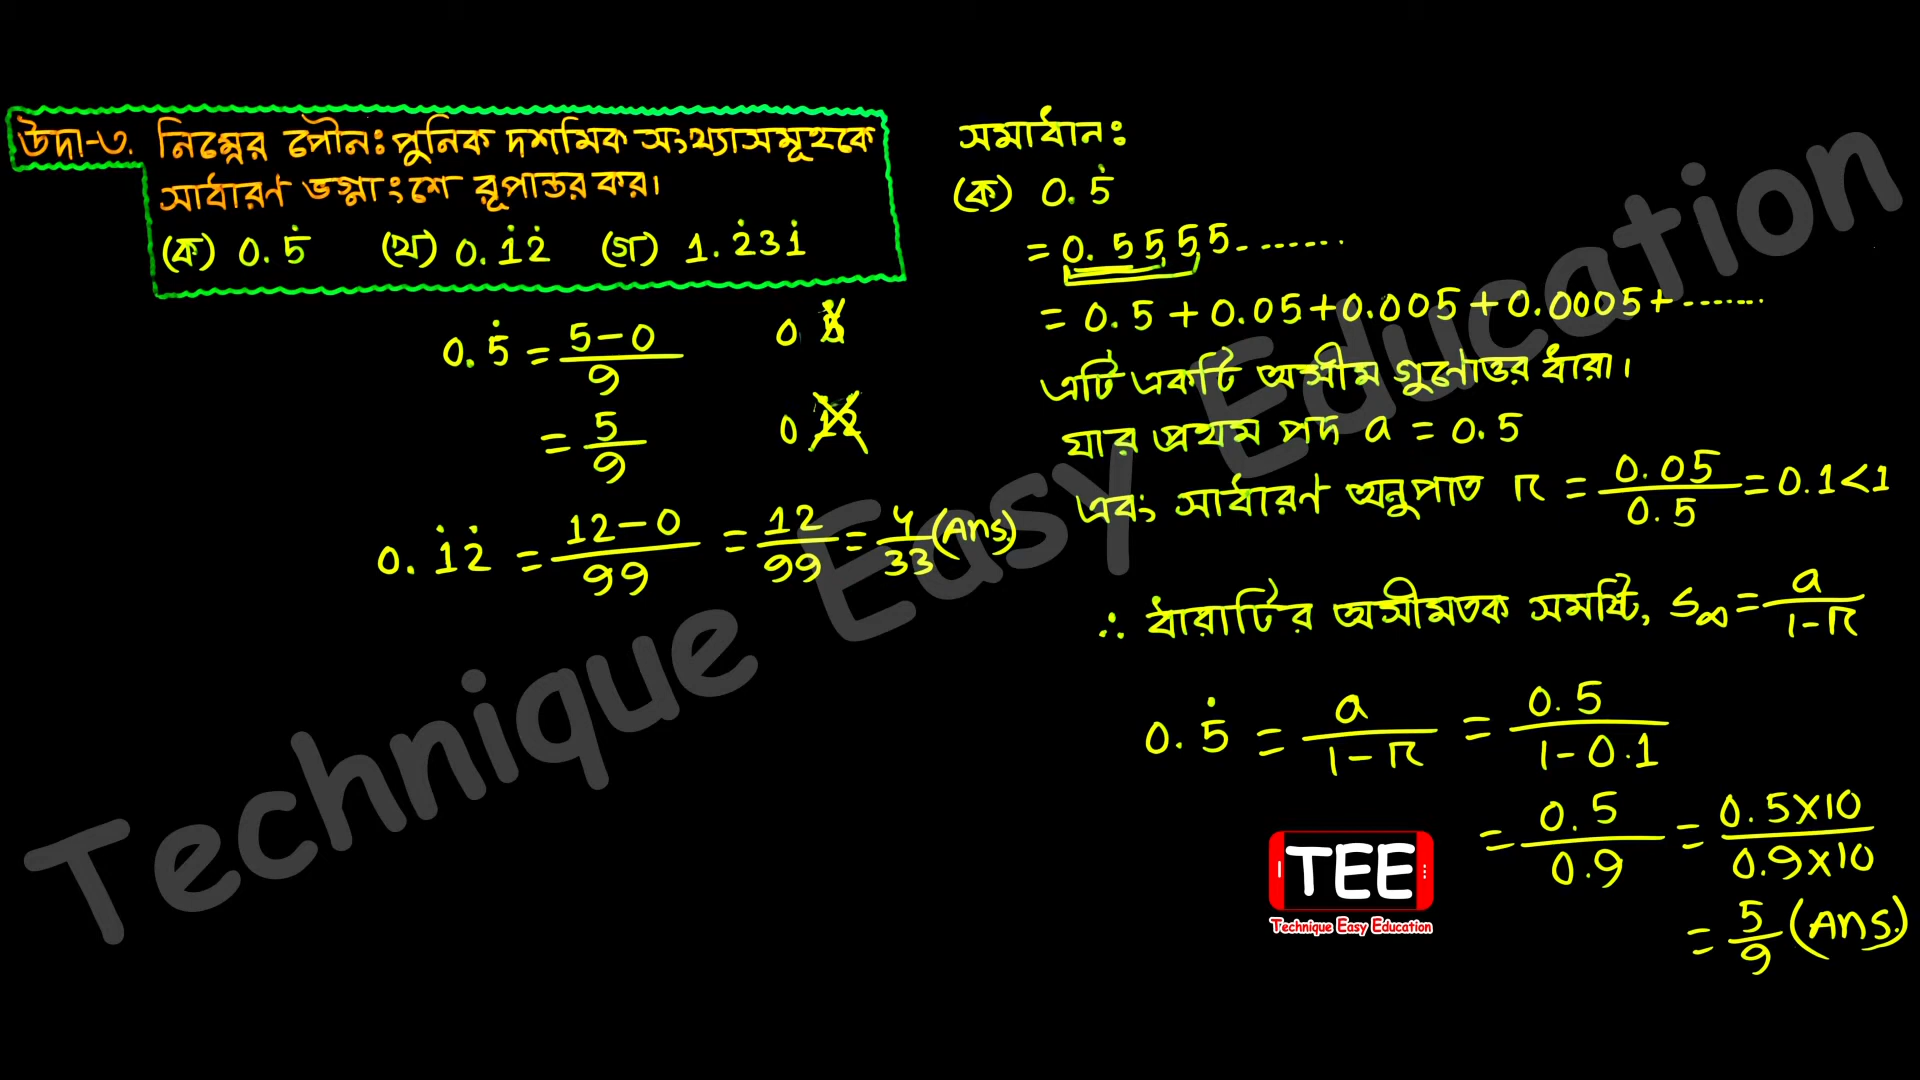 উদা-৩. নিম্নের পৌনঃপুনিক দশমিক সংখ্যাসমূহকে
সাধারণ ভগ্নাংশে রূপান্তর কর।
(ক) 0.5̇ (খ) 0.1̇2̇ (গ) 1.2̇31̇
0.5̇ = (5-0)/9
= 5/9
0.1̇2̇ = (12-0)/99 = 12/99 = 4/33 (Ans.)
সমাধানঃ
(ক) 0.5̇
= 0.5555.......
= 0.5 + 0.05 + 0.005 + 0.0005 + .......
এটি একটি অসীম গুণোত্তর ধারা।
যার প্রথম পদ a = 0.5
এবং সাধারণ অনুপাত r = 0.05/0.5 = 0.1 < 1
∴ ধারাটির অসীমতক সমষ্টি, S∞ = a/(1-r)
0.5̇ = a/(1-r) = 0.5/(1-0.1)
= 0.5/0.9 = (0.5×10)/(0.9×10)
= 5/9 (Ans.)
TEE
Technique Easy Education
Technique Easy Education